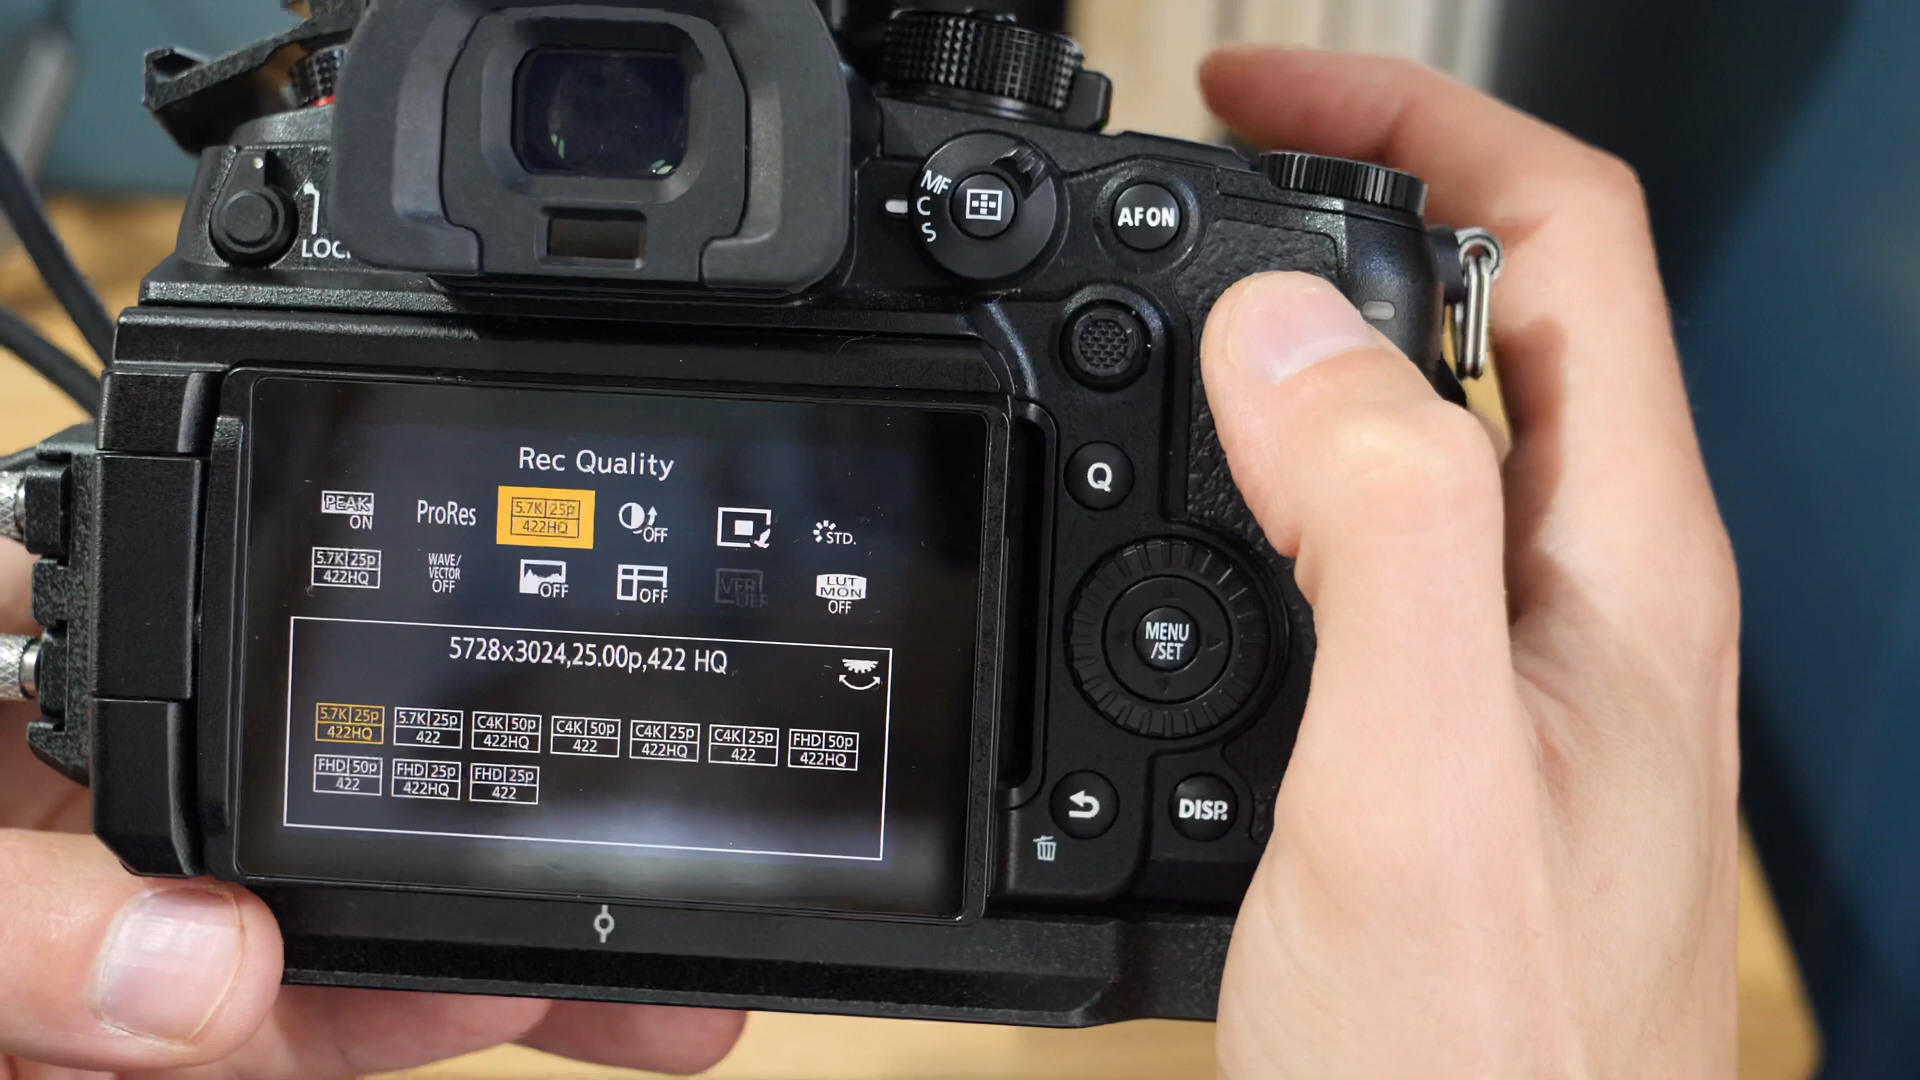 LOCK
MF
C
S
AF ON
Rec Quality
PEAK ON
ProRes
5.7K 25p 422HQ
OFF
STD.
5.7K 25p 422HQ
WAVE/ VECTOR OFF
OFF
OFF
LUT MON OFF
5728x3024,25.00p,422 HQ
5.7K 25p 422HQ
5.7K 25p 422
C4K 50p 422HQ
C4K 50p 422
C4K 25p 422HQ
C4K 25p 422
FHD 50p 422HQ
FHD 50p 422
FHD 25p 422HQ
FHD 25p 422
Q
MENU /SET
DISP.